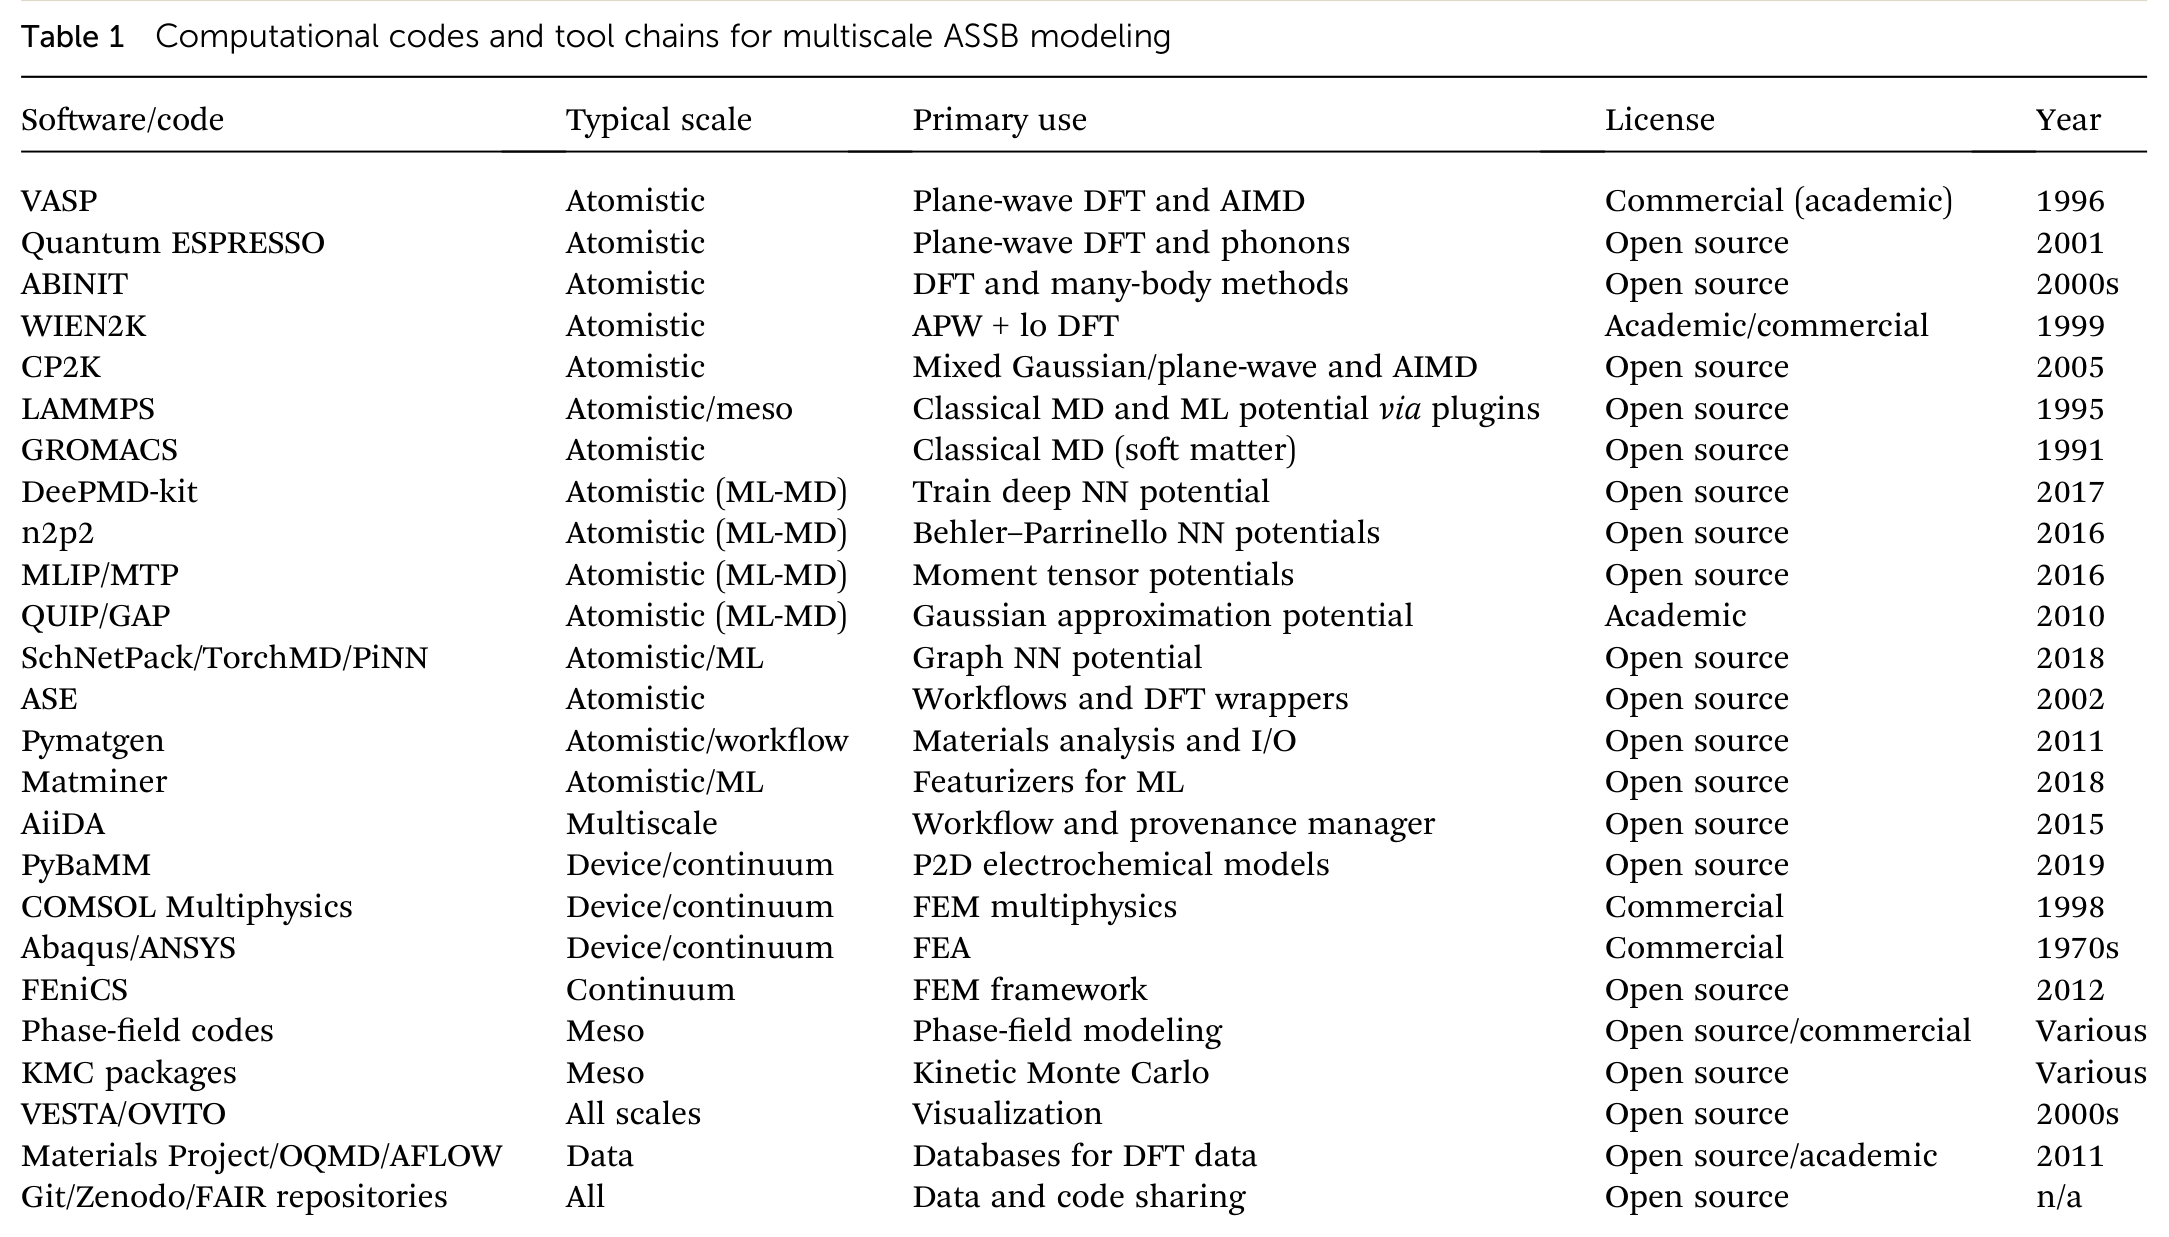 Table 1 Computational codes and tool chains for multiscale ASSB modeling
Software/code Typical scale Primary use License Year
VASP Atomistic Plane-wave DFT and AIMD Commercial (academic) 1996
Quantum ESPRESSO Atomistic Plane-wave DFT and phonons Open source 2001
ABINIT Atomistic DFT and many-body methods Open source 2000s
WIEN2K Atomistic APW + lo DFT Academic/commercial 1999
CP2K Atomistic Mixed Gaussian/plane-wave and AIMD Open source 2005
LAMMPS Atomistic/meso Classical MD and ML potential via plugins Open source 1995
GROMACS Atomistic Classical MD (soft matter) Open source 1991
DeePMD-kit Atomistic (ML-MD) Train deep NN potential Open source 2017
n2p2 Atomistic (ML-MD) Behler–Parrinello NN potentials Open source 2016
MLIP/MTP Atomistic (ML-MD) Moment tensor potentials Open source 2016
QUIP/GAP Atomistic (ML-MD) Gaussian approximation potential Academic 2010
SchNetPack/TorchMD/PiNN Atomistic/ML Graph NN potential Open source 2018
ASE Atomistic Workflows and DFT wrappers Open source 2002
Pymatgen Atomistic/workflow Materials analysis and I/O Open source 2011
Matminer Atomistic/ML Featurizers for ML Open source 2018
AiiDA Multiscale Workflow and provenance manager Open source 2015
PyBaMM Device/continuum P2D electrochemical models Open source 2019
COMSOL Multiphysics Device/continuum FEM multiphysics Commercial 1998
Abaqus/ANSYS Device/continuum FEA Commercial 1970s
FEniCS Continuum FEM framework Open source 2012
Phase-field codes Meso Phase-field modeling Open source/commercial Various
KMC packages Meso Kinetic Monte Carlo Open source Various
VESTA/OVITO All scales Visualization Open source 2000s
Materials Project/OQMD/AFLOW Data Databases for DFT data Open source/academic 2011
Git/Zenodo/FAIR repositories All Data and code sharing Open source n/a